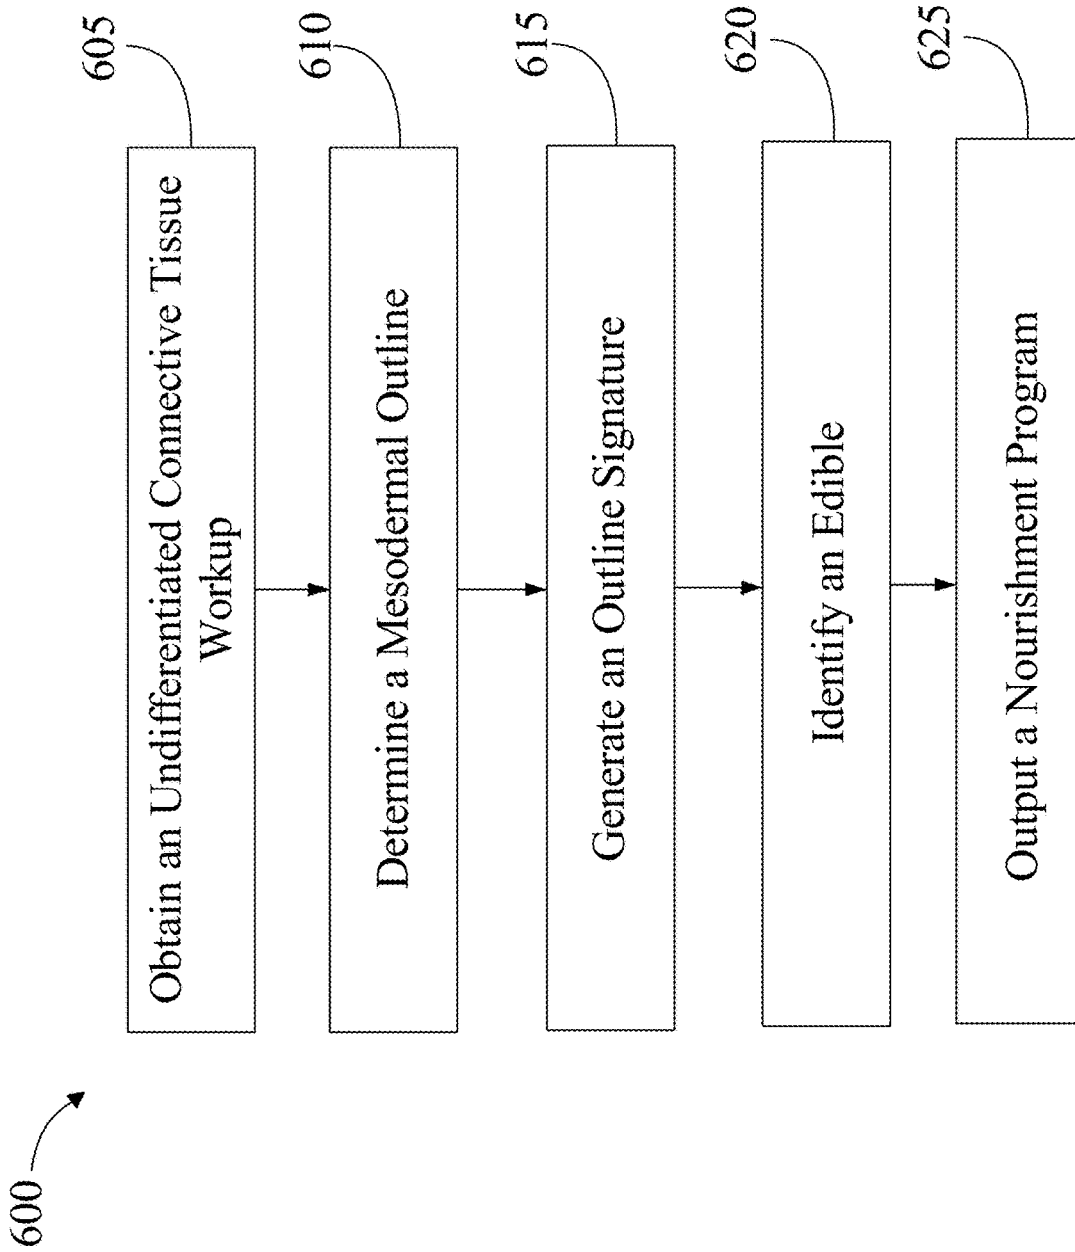 600
605
Obtain an Undifferentiated Connective Tissue
Workup
610
Determine a Mesodermal Outline
615
Generate an Outline Signature
620
Identify an Edible
625
Output a Nourishment Program